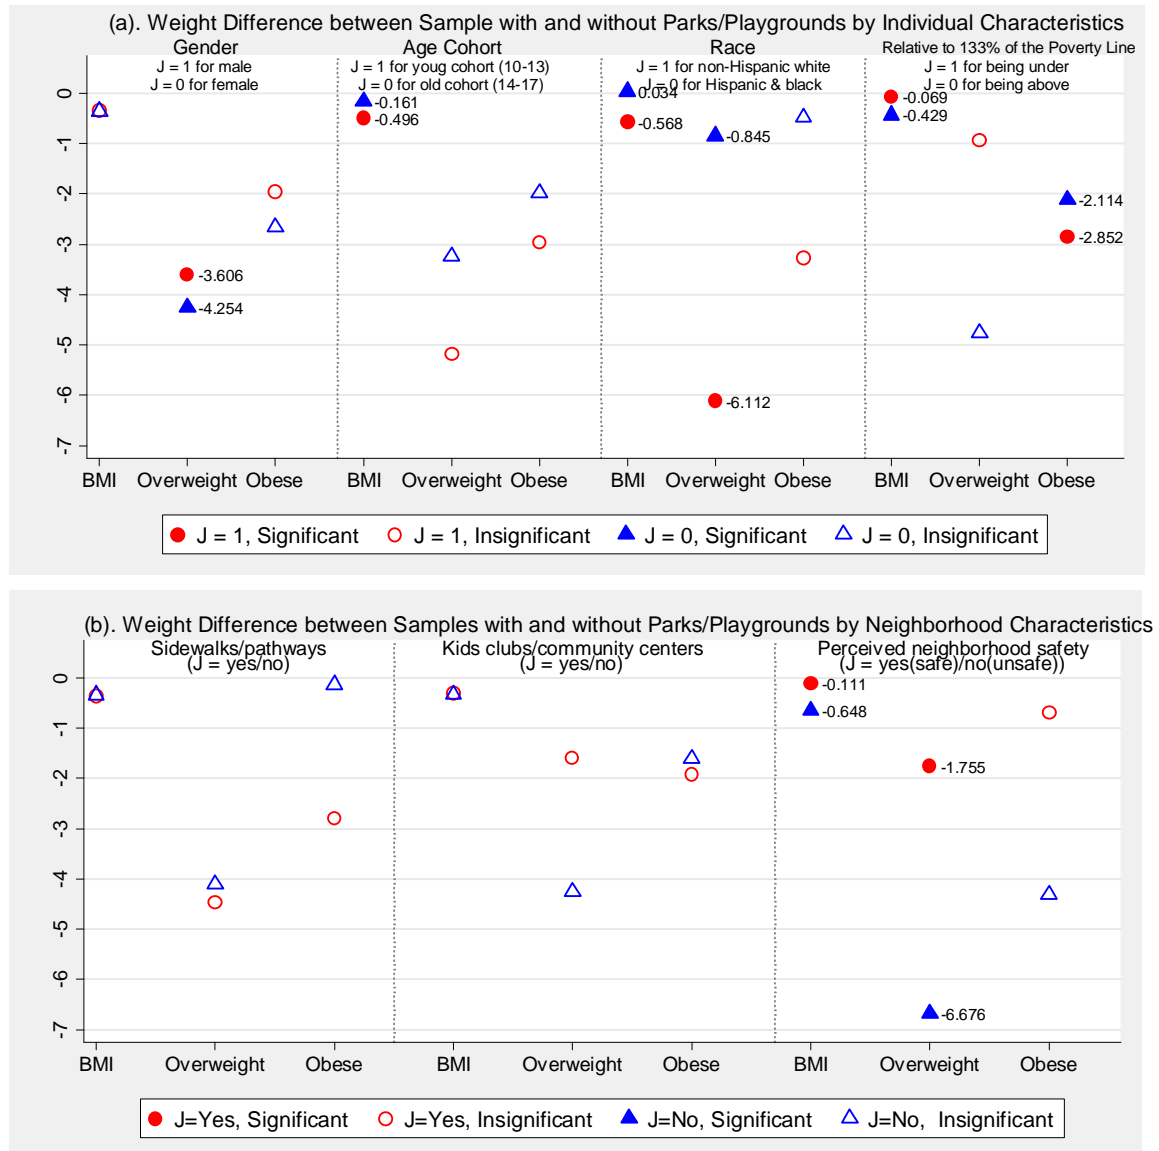 (a). Weight Difference between Sample with and without Parks/Playgrounds by Individual Characteristics
Gender
J = 1 for male
J = 0 for female
Age Cohort
J = 1 for youg cohort (10-13)
J = 0 for old cohort (14-17)
Race
J = 1 for non-Hispanic white
J = 0 for Hispanic & black
Relative to 133% of the Poverty Line
J = 1 for being under
J = 0 for being above
0
-1
-2
-3
-4
-5
-6
-7
-3.606
-4.254
-0.161
-0.496
0.034
-0.568
-0.845
-6.112
-0.069
-0.429
-2.114
-2.852
BMI Overweight Obese BMI Overweight Obese BMI Overweight Obese BMI Overweight Obese
J = 1, Significant J = 1, Insignificant J = 0, Significant J = 0, Insignificant
(b). Weight Difference between Samples with and without Parks/Playgrounds by Neighborhood Characteristics
Sidewalks/pathways
(J = yes/no)
Kids clubs/community centers
(J = yes/no)
Perceived neighborhood safety
(J = yes(safe)/no(unsafe))
0
-1
-2
-3
-4
-5
-6
-7
-0.111
-0.648
-1.755
-6.676
BMI Overweight Obese BMI Overweight Obese BMI Overweight Obese
J=Yes, Significant J=Yes, Insignificant J=No, Significant J=No, Insignificant